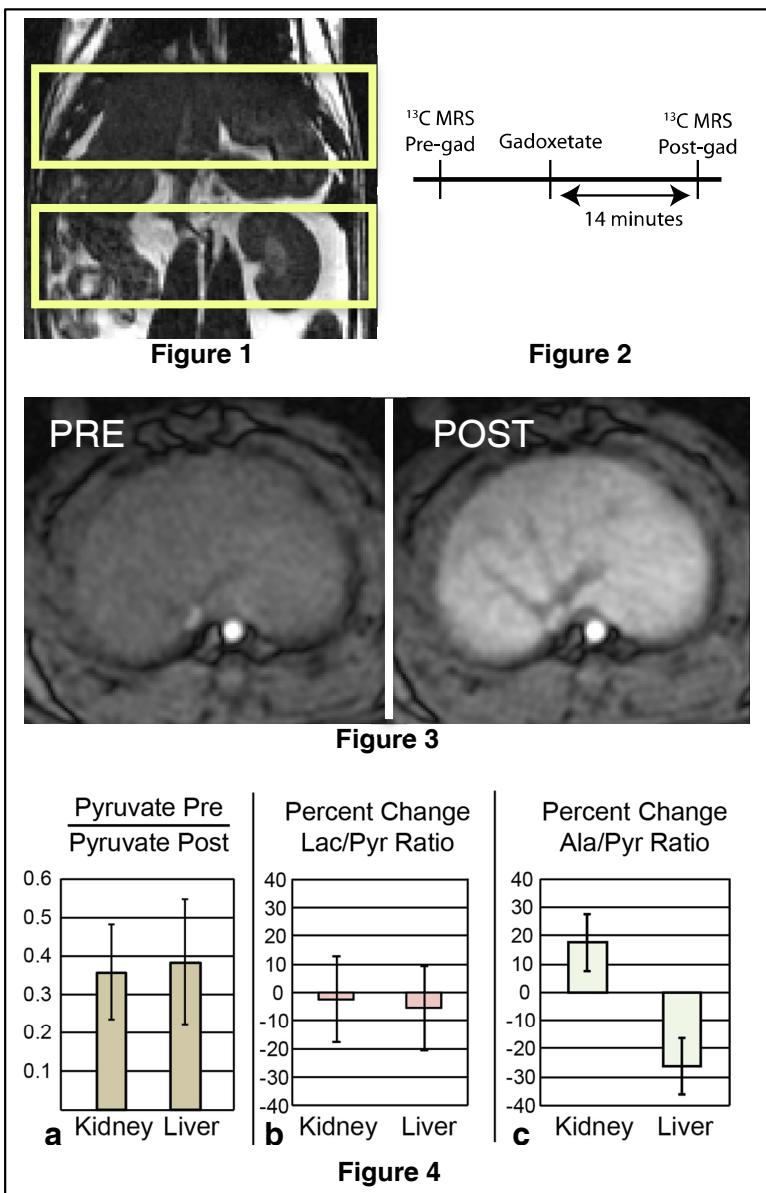 Figure 1
¹³C MRS
Pre-gad
Gadoxetate
¹³C MRS
Post-gad
14 minutes
Figure 2
PRE
POST
Figure 3
Pyruvate Pre
Pyruvate Post
0.6
0.5
0.4
0.3
0.2
0.1
a
Kidney Liver
Percent Change
Lac/Pyr Ratio
40
30
20
10
0
-10
-20
-30
-40
b
Kidney Liver
Percent Change
Ala/Pyr Ratio
40
30
20
10
0
-10
-20
-30
-40
c
Kidney Liver
Figure 4